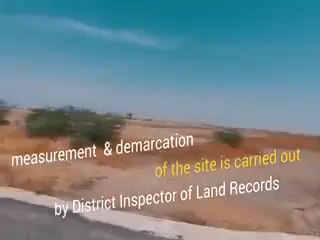 measurement & demarcation
of the site is carried out
by District Inspector of Land Records